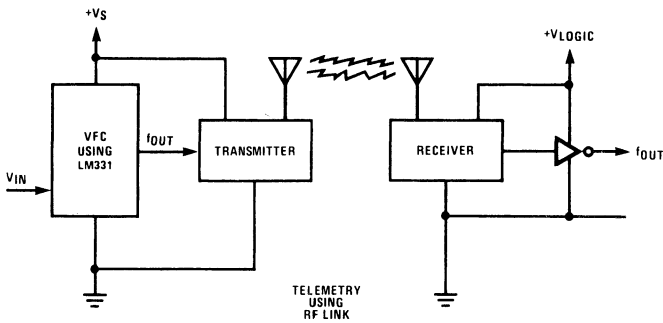 +VS
+VLOGIC
VFC
USING
LM331
fOUT
TRANSMITTER
RECEIVER
fOUT
VIN
TELEMETRY
USING
RF LINK